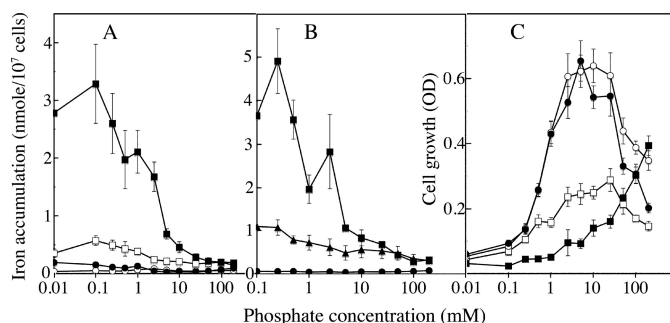 A
B
C
Iron accumulation (nmole/10⁷ cells)
4
3
2
1
0
5
4
3
2
1
0
Cell growth (OD)
0.6
0.4
0.2
0.01 0.1 1 10 100
0.1 1 10 100
0.01 0.1 1 10 100
Phosphate concentration (mM)